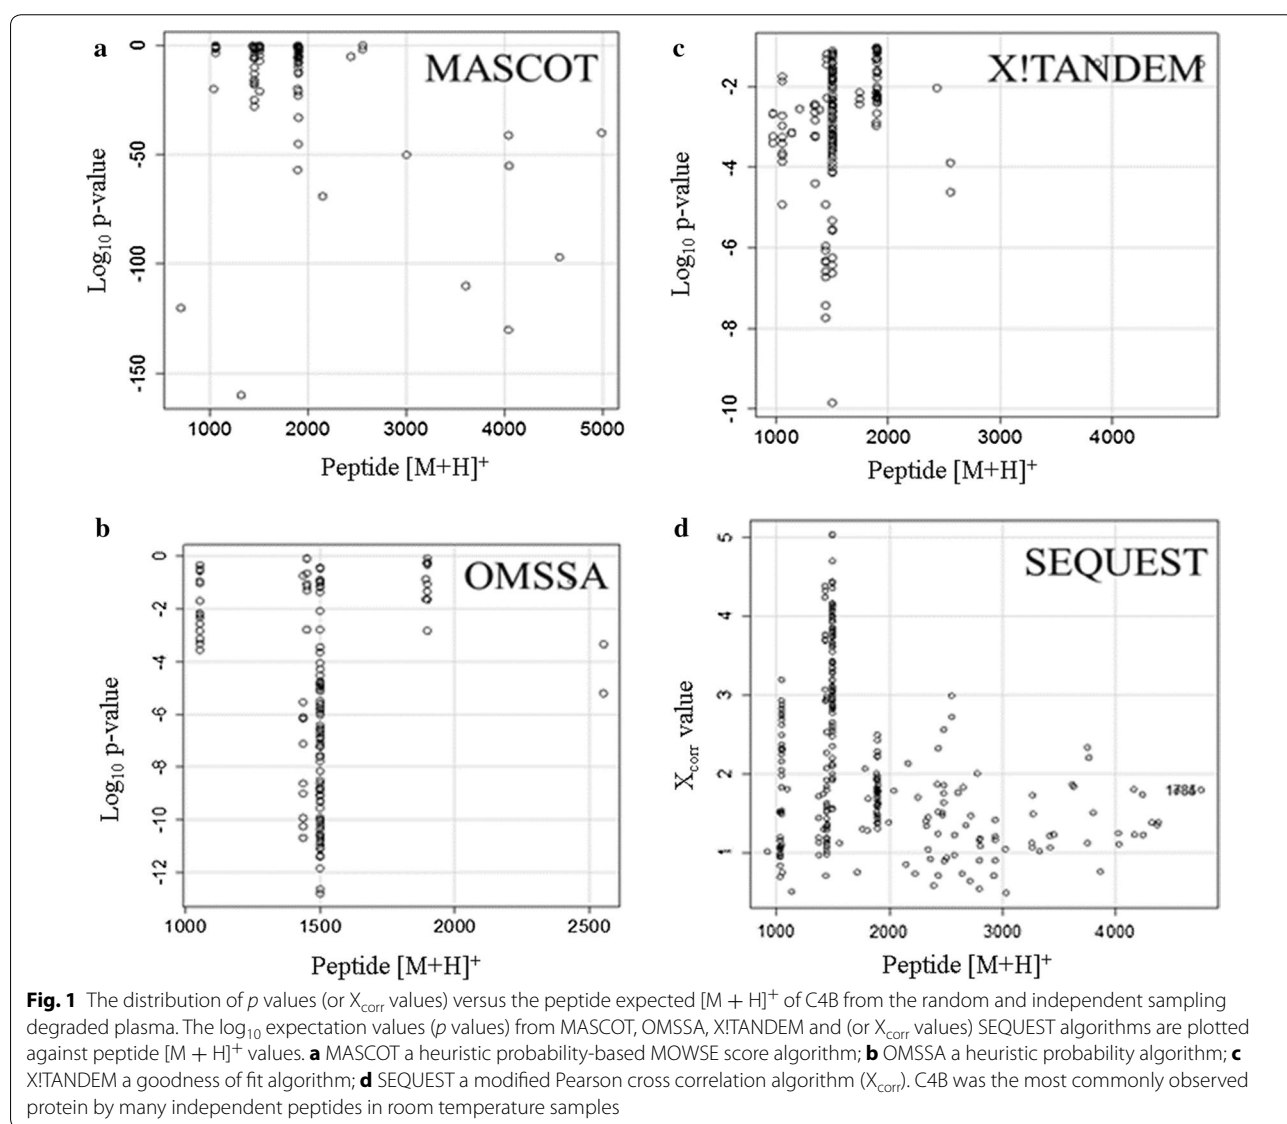 a
MASCOT
0
-50
-100
-150
Log10 p-value
1000 2000 3000 4000 5000
Peptide [M+H]+
c
X!TANDEM
-2
-4
-6
-8
-10
Log10 p-value
1000 2000 3000 4000
Peptide [M+H]+
b
OMSSA
0
-2
-4
-6
-8
-10
-12
Log10 p-value
1000 1500 2000 2500
Peptide [M+H]+
d
SEQUEST
5
4
3
2
1
Xcorr value
1000 2000 3000 4000
Peptide [M+H]+
Fig. 1 The distribution of p values (or Xcorr values) versus the peptide expected [M + H]+ of C4B from the random and independent sampling
degraded plasma. The log10 expectation values (p values) from MASCOT, OMSSA, X!TANDEM and (or Xcorr values) SEQUEST algorithms are plotted
against peptide [M + H]+ values. a MASCOT a heuristic probability-based MOWSE score algorithm; b OMSSA a heuristic probability algorithm; c
X!TANDEM a goodness of fit algorithm; d SEQUEST a modified Pearson cross correlation algorithm (Xcorr). C4B was the most commonly observed
protein by many independent peptides in room temperature samples